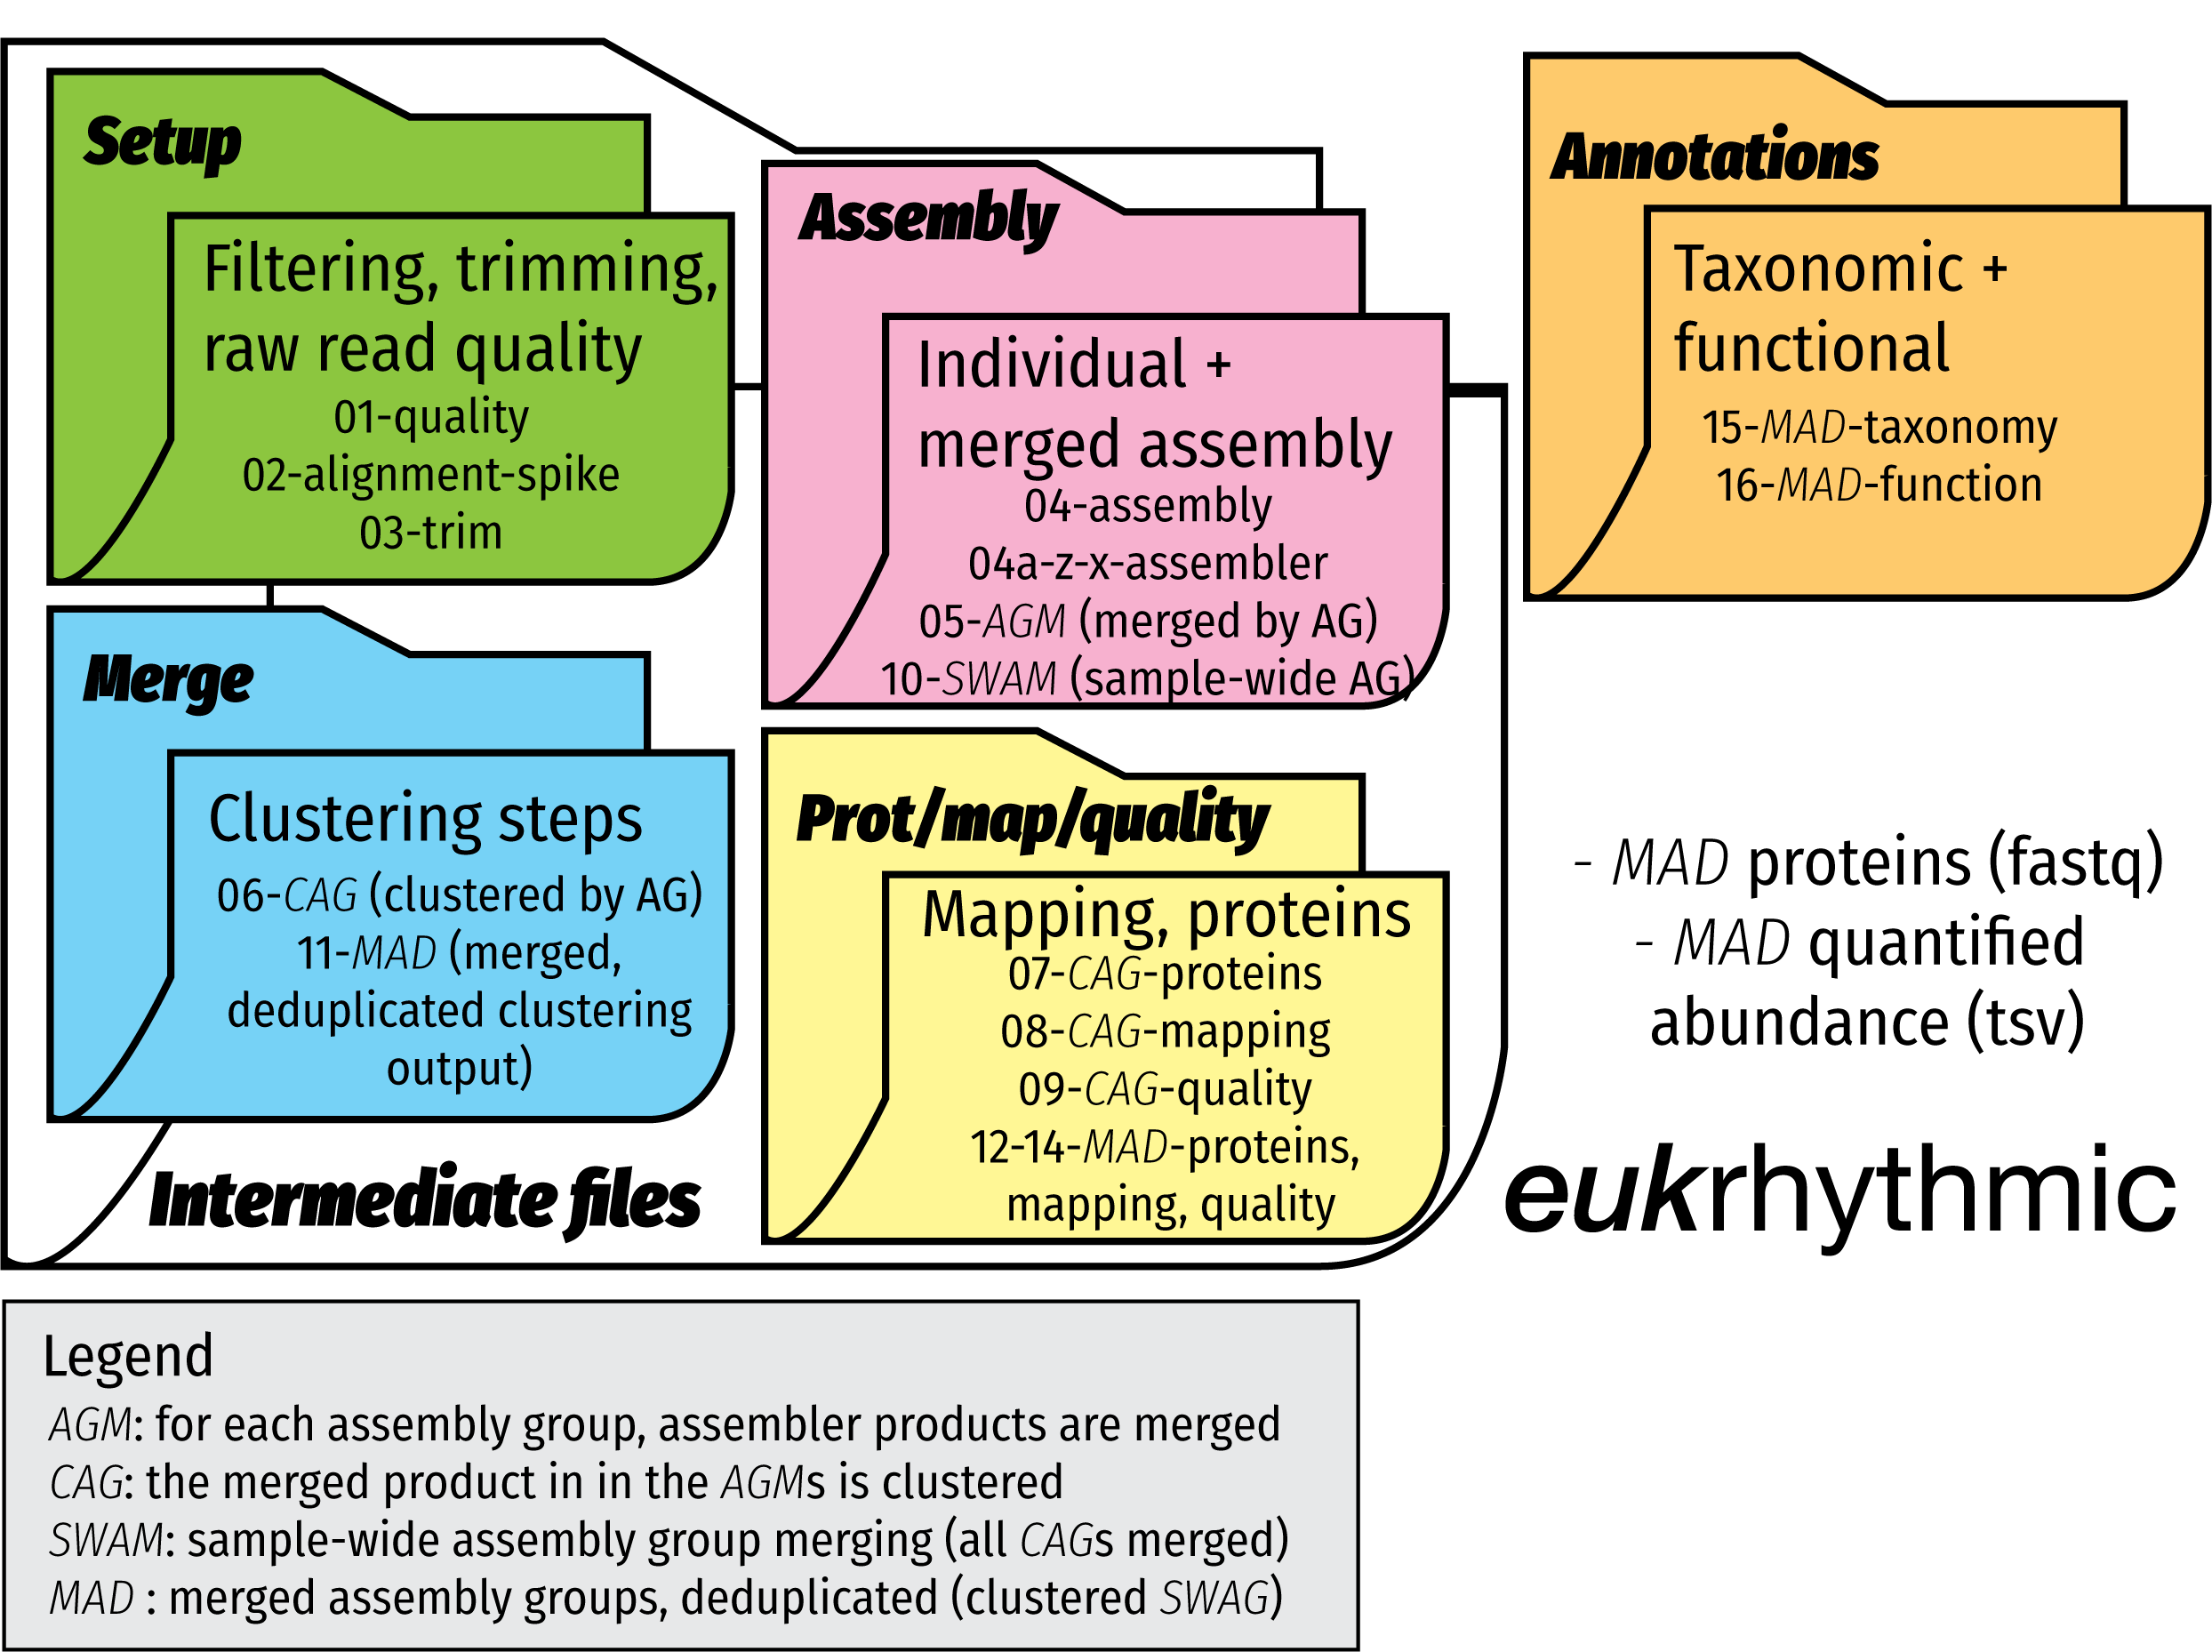 Setup
Filtering, trimming,
raw read quality
01-quality
02-alignment-spike
03-trim
Assembly
Individual +
merged assembly
04-assembly
04a-z-x-assembler
05-AGM (merged by AG)
10-SWAM (sample-wide AG)
Annotations
Taxonomic +
functional
15-MAD-taxonomy
16-MAD-function
Merge
Clustering steps
06-CAG (clustered by AG)
11-MAD (merged,
deduplicated clustering
output)
Prot/map/quality
Mapping, proteins
07-CAG-proteins
08-CAG-mapping
09-CAG-quality
12-14-MAD-proteins,
mapping, quality
- MAD proteins (fastq)
- MAD quantified
abundance (tsv)
Intermediate files
eukrhythmic
Legend
AGM: for each assembly group, assembler products are merged
CAG: the merged product in in the AGMs is clustered
SWAM: sample-wide assembly group merging (all CAGs merged)
MAD : merged assembly groups, deduplicated (clustered SWAG)